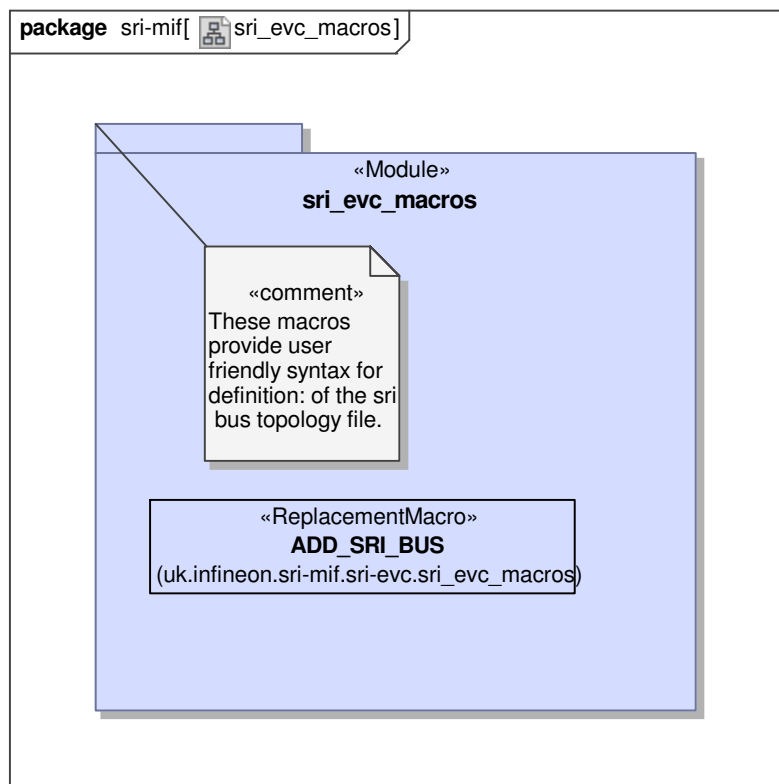 package sri-mif[ sri_evc_macros]
«Module»
sri_evc_macros
«comment»
These macros
provide user
friendly syntax for
definition: of the sri
bus topology file.
«ReplacementMacro»
ADD_SRI_BUS
(uk.infineon.sri-mif.sri-evc.sri_evc_macros)